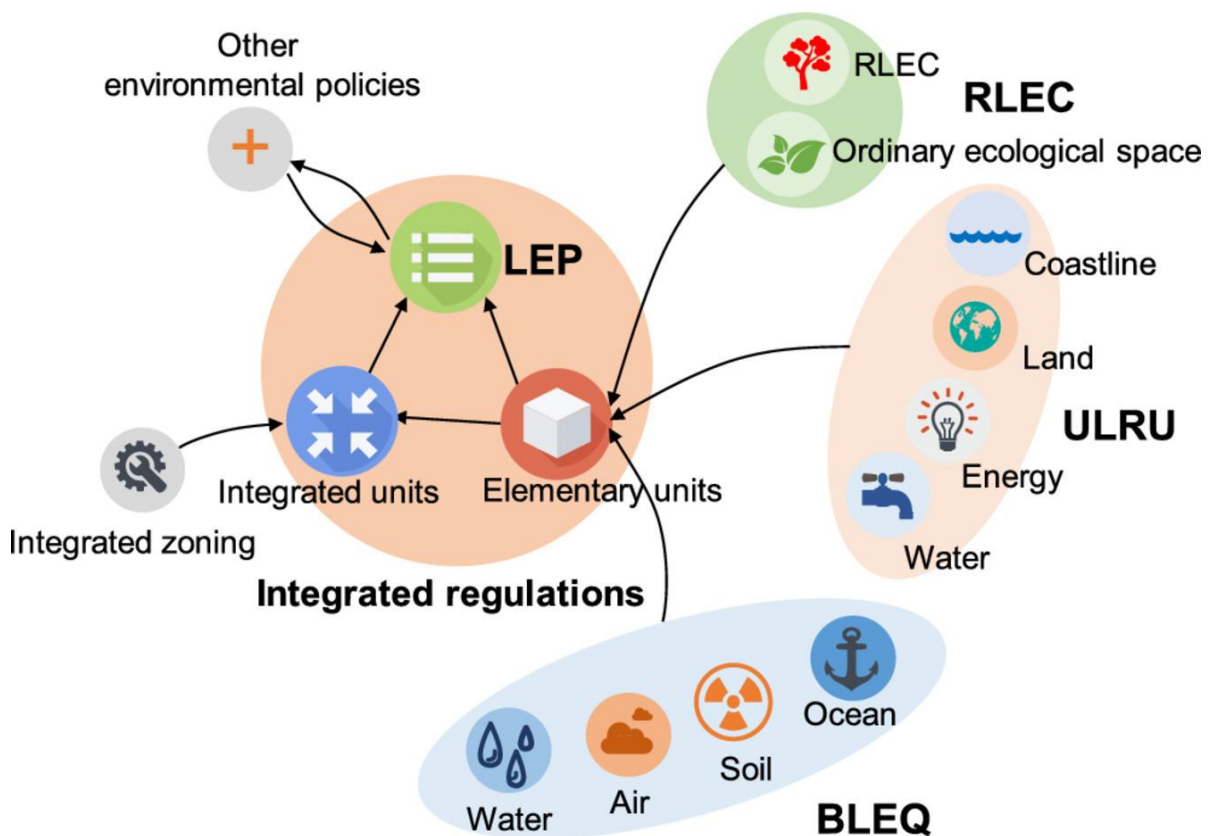 Other
environmental policies
RLEC
RLEC
Ordinary ecological space
LEP
Coastline
Land
ULRU
Energy
Water
Integrated units
Elementary units
Integrated zoning
Integrated regulations
Ocean
Soil
Air
Water
BLEQ